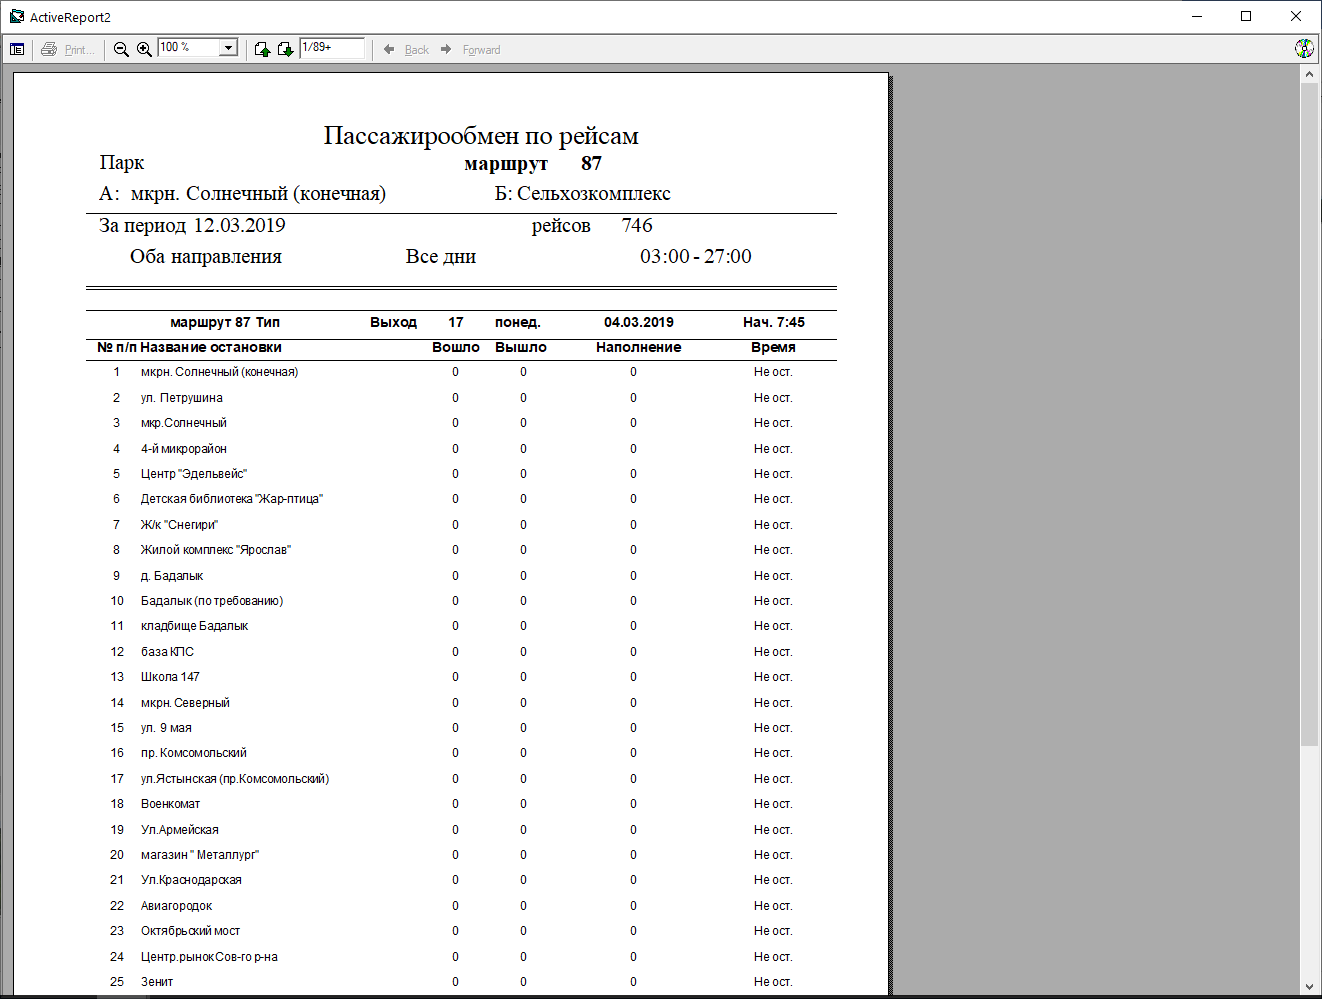 ActiveReport2
Print... 100 % 1/89+ Back Forward
Пассажирообмен по рейсам
Парк маршрут 87
А: мкрн. Солнечный (конечная) Б: Сельхозкомплекс
За период 12.03.2019 рейсов 746
Оба направления Все дни 03:00 - 27:00
маршрут 87 Тип Выход 17 понед. 04.03.2019 Нач. 7:45
№ п/п Название остановки Вошло Вышло Наполнение Время
1 мкрн. Солнечный (конечная) 0 0 0 Не ост.
2 ул. Петрушина 0 0 0 Не ост.
3 мкр.Солнечный 0 0 0 Не ост.
4 4-й микрорайон 0 0 0 Не ост.
5 Центр "Эдельвейс" 0 0 0 Не ост.
6 Детская библиотека "Жар-птица" 0 0 0 Не ост.
7 Ж/к "Снегири" 0 0 0 Не ост.
8 Жилой комплекс "Ярослав" 0 0 0 Не ост.
9 д. Бадалык 0 0 0 Не ост.
10 Бадалык (по требованию) 0 0 0 Не ост.
11 кладбище Бадалык 0 0 0 Не ост.
12 база КПС 0 0 0 Не ост.
13 Школа 147 0 0 0 Не ост.
14 мкрн. Северный 0 0 0 Не ост.
15 ул. 9 мая 0 0 0 Не ост.
16 пр. Комсомольский 0 0 0 Не ост.
17 ул.Ястынская (пр.Комсомольский) 0 0 0 Не ост.
18 Военкомат 0 0 0 Не ост.
19 Ул.Армейская 0 0 0 Не ост.
20 магазин " Металлург" 0 0 0 Не ост.
21 Ул.Краснодарская 0 0 0 Не ост.
22 Авиагородок 0 0 0 Не ост.
23 Октябрьский мост 0 0 0 Не ост.
24 Центр.рынок Сов-го р-на 0 0 0 Не ост.
25 Зенит 0 0 0 Не ост.